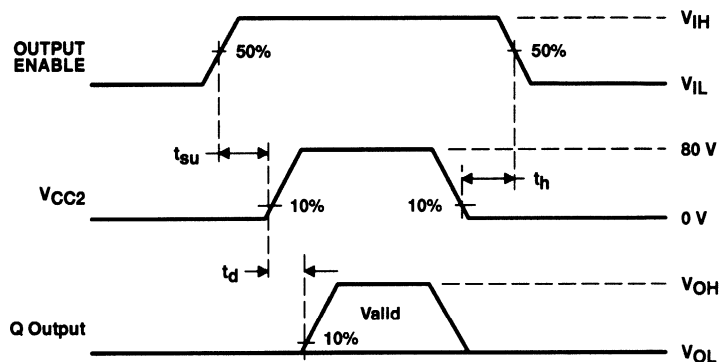 VIH
OUTPUT
ENABLE
50%
50%
VIL
tsu
80 V
th
VCC2
10%
10%
0 V
td
VOH
Valid
Q Output
10%
VOL